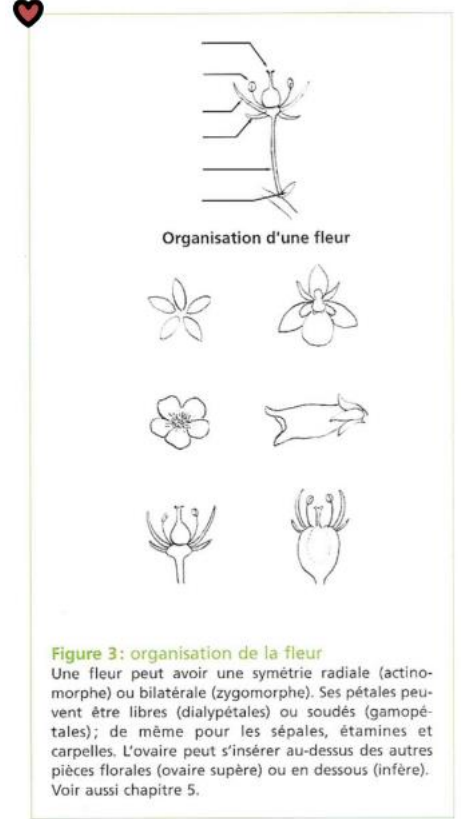 Organisation d'une fleur
Figure 3: organisation de la fleur
Une fleur peut avoir une symétrie radiale (actino-
morphe) ou bilatérale (zygomorphe). Ses pétales peu-
vent être libres (dialypétales) ou soudés (gamopé-
tales); de même pour les sépales, étamines et
carpelles. L'ovaire peut s'insérer au-dessus des autres
pièces florales (ovaire supère) ou en dessous (infère).
Voir aussi chapitre 5.